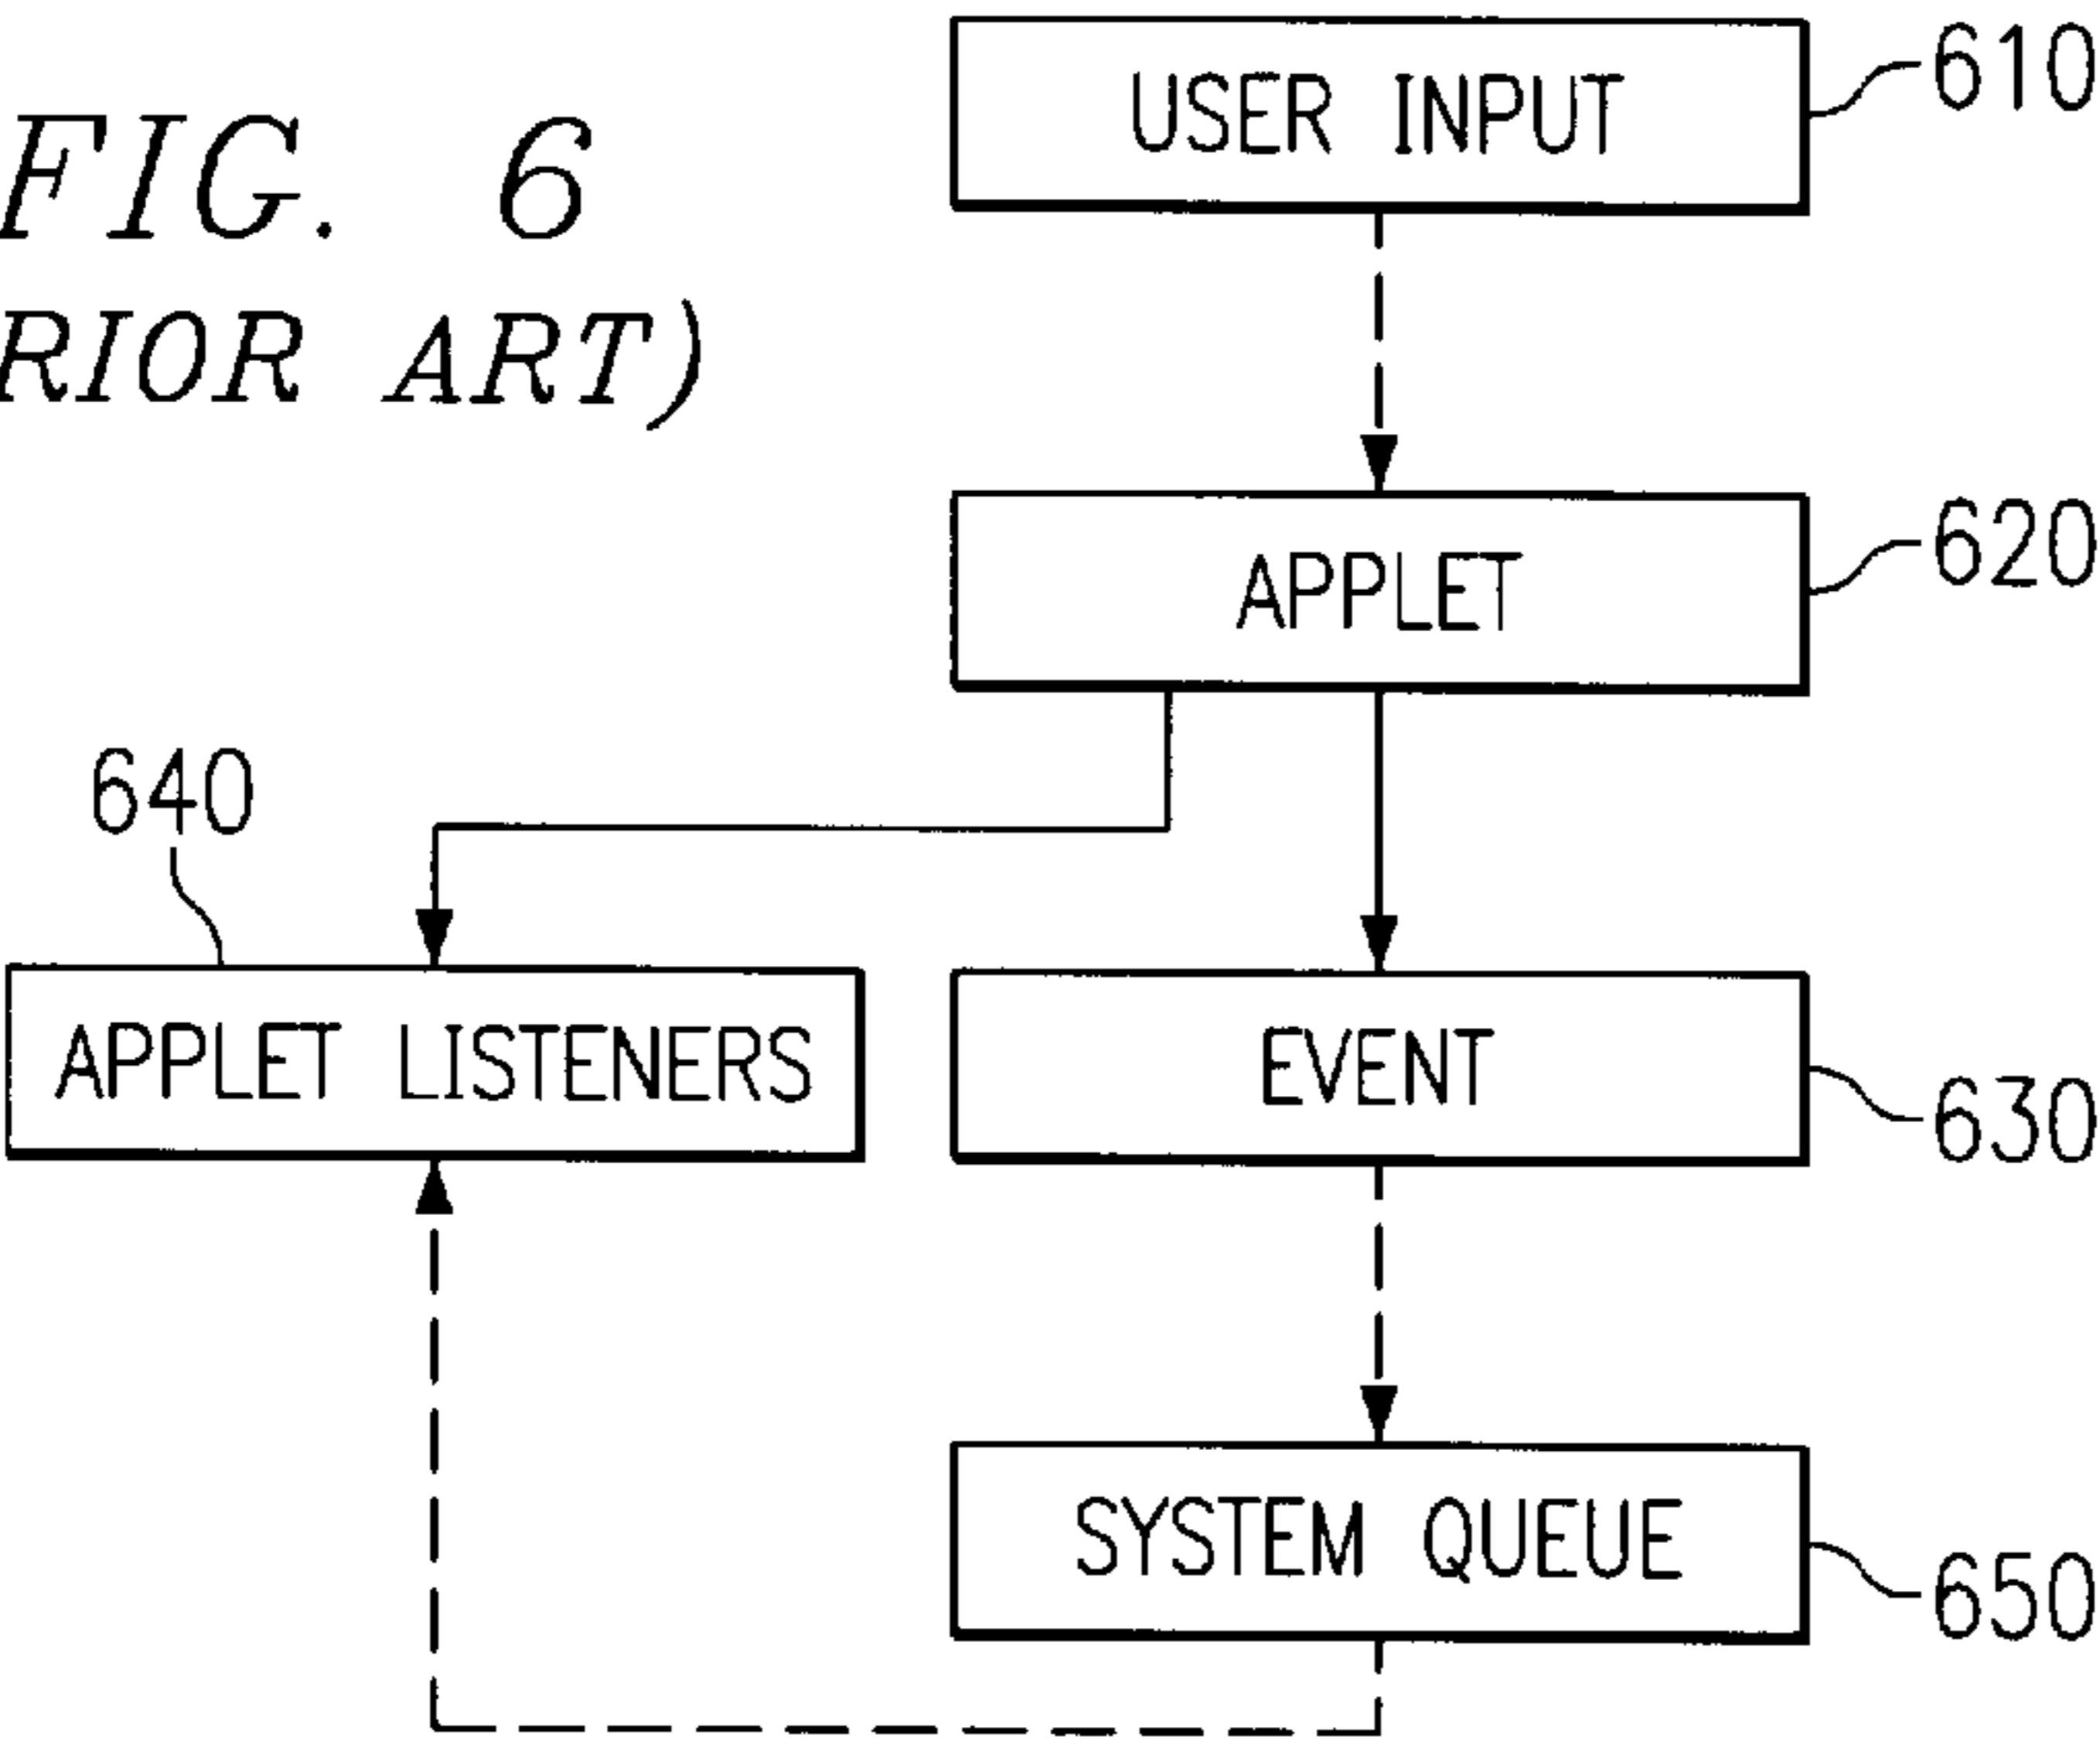 FIG. 6
RIOR ART)
USER INPUT
610
APPLET
620
640
APPLET LISTENERS
EVENT
630
SYSTEM QUEUE
650